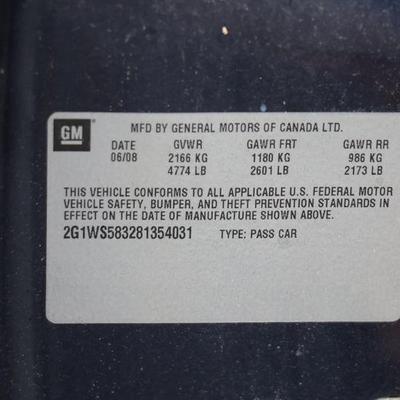 GM
MFD BY GENERAL MOTORS OF CANADA LTD.
DATE GVWR GAWR FRT GAWR RR
06/08 2166 KG 1180 KG 986 KG
4774 LB 2601 LB 2173 LB
THIS VEHICLE CONFORMS TO ALL APPLICABLE U.S. FEDERAL MOTOR
VEHICLE SAFETY, BUMPER, AND THEFT PREVENTION STANDARDS IN
EFFECT ON THE DATE OF MANUFACTURE SHOWN ABOVE.
2G1WS583281354031 TYPE: PASS CAR